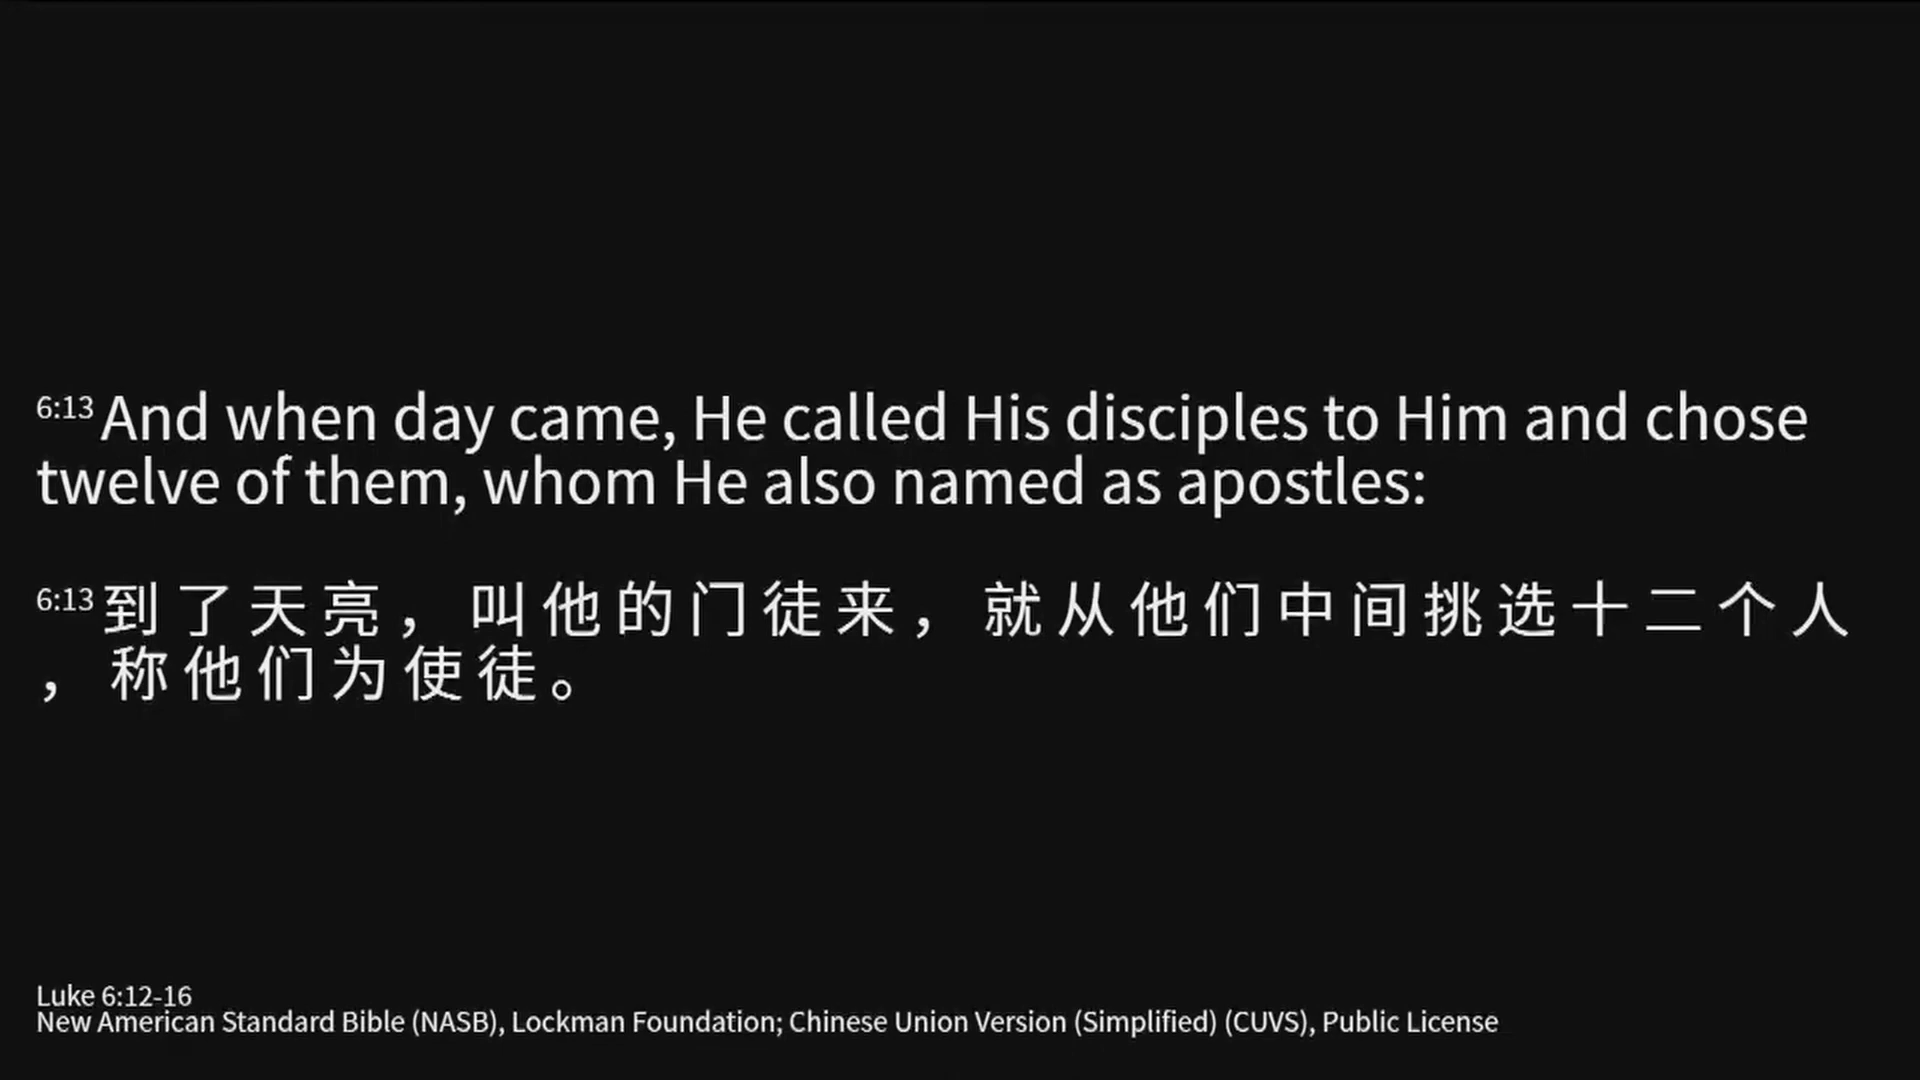 6:13 And when day came, He called His disciples to Him and chose
twelve of them, whom He also named as apostles:
6:13 到了天亮，叫他的门徒来，就从他们中间挑选十二个人
，称他们为使徒。
Luke 6:12-16
New American Standard Bible (NASB), Lockman Foundation; Chinese Union Version (Simplified) (CUVS), Public License